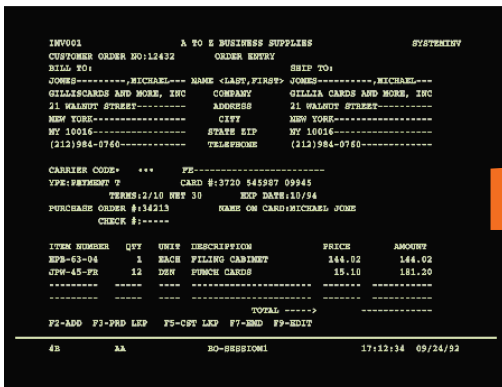 INV001 A TO Z BUSINESS SUPPLIES SYSTEMINV
CUSTOMER ORDER NO:12432 ORDER ENTRY
BILL TO: SHIP TO:
JONES---------,MICHAEL--- NAME <LAST,FIRST> JONES----------,MICHAEL---
GILLISCARDS AND MORE, INC COMPANY GILLIA CARDS AND MORE, INC
21 WALNUT STREET---------- ADDRESS 21 WALNUT STREET---------
NEW YORK------------------ CITY NEW YORK------------------
NY 10016------------------ STATE ZIP NY 10016------------------
(212)984-0760------------- TELEPHONE (212)984-0760-------------
CARRIER CODE* *** FE-------------------------
YPE:PAYMENT T CARD #:3720 545987 09945
TERMS:2/10 NET 30 EXP DATE:10/94
PURCHASE ORDER #:34213 NAME ON CARD:MICHAEL JONE
CHECK #:-----
ITEM NUMBER QTY UNIT DESCRIPTION PRICE AMOUNT
EPB-63-04 1 EACH FILING CABINET 144.02 144.02
JPW-45-FR 12 DZN PUNCH CARDS 15.10 181.20
--------- ----- ---- ----------------------- ------- ------------
--------- ----- ---- ----------------------- ------- ------------
TOTAL -----> -------------
F2-ADD F3-PRD LKP F5-CST LKP F7-END F9-EDIT
4B AA BO-SESSION1 17:12:34 09/24/92